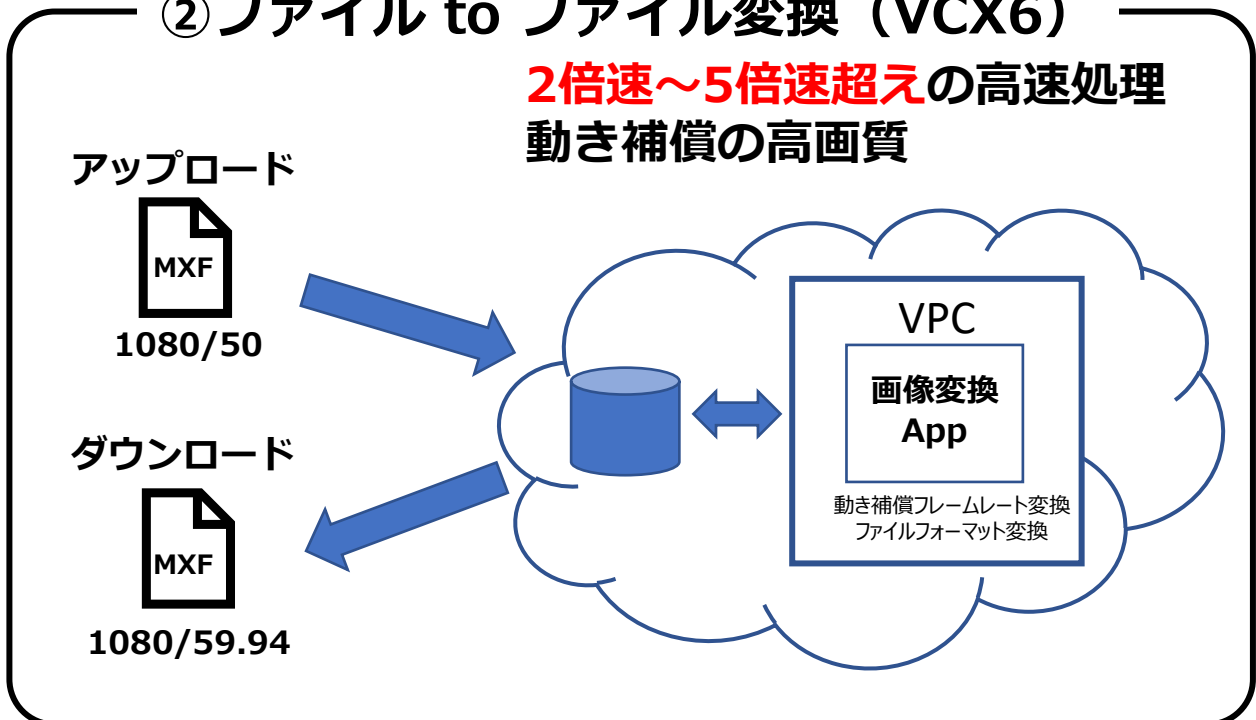 ②ファイル to ファイル変換（VCX6）
2倍速～5倍速超えの高速処理
動き補償の高画質
アップロード
MXF
1080/50
ダウンロード
MXF
1080/59.94
VPC
画像変換
App
動き補償フレームレート変換
ファイルフォーマット変換